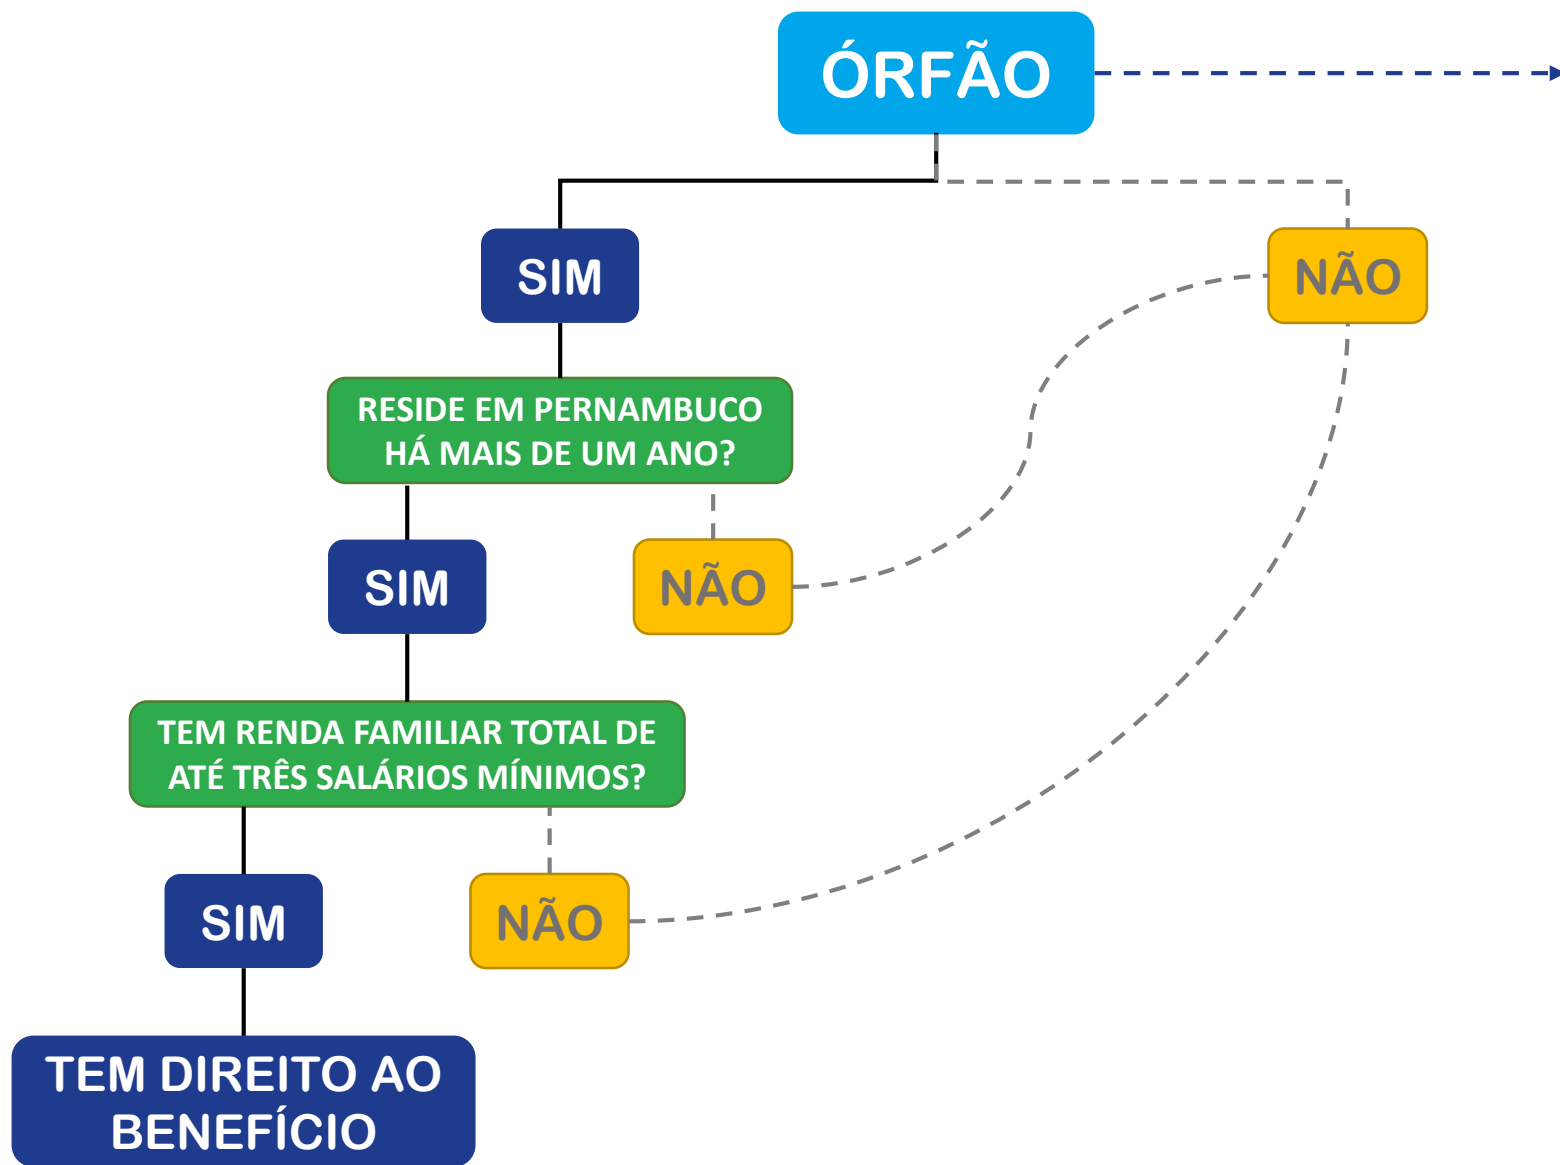 ÓRFÃO
SIM
NÃO
RESIDE EM PERNAMBUCO
HÁ MAIS DE UM ANO?
SIM
NÃO
TEM RENDA FAMILIAR TOTAL DE
ATÉ TRÊS SALÁRIOS MÍNIMOS?
SIM
NÃO
TEM DIREITO AO
BENEFÍCIO